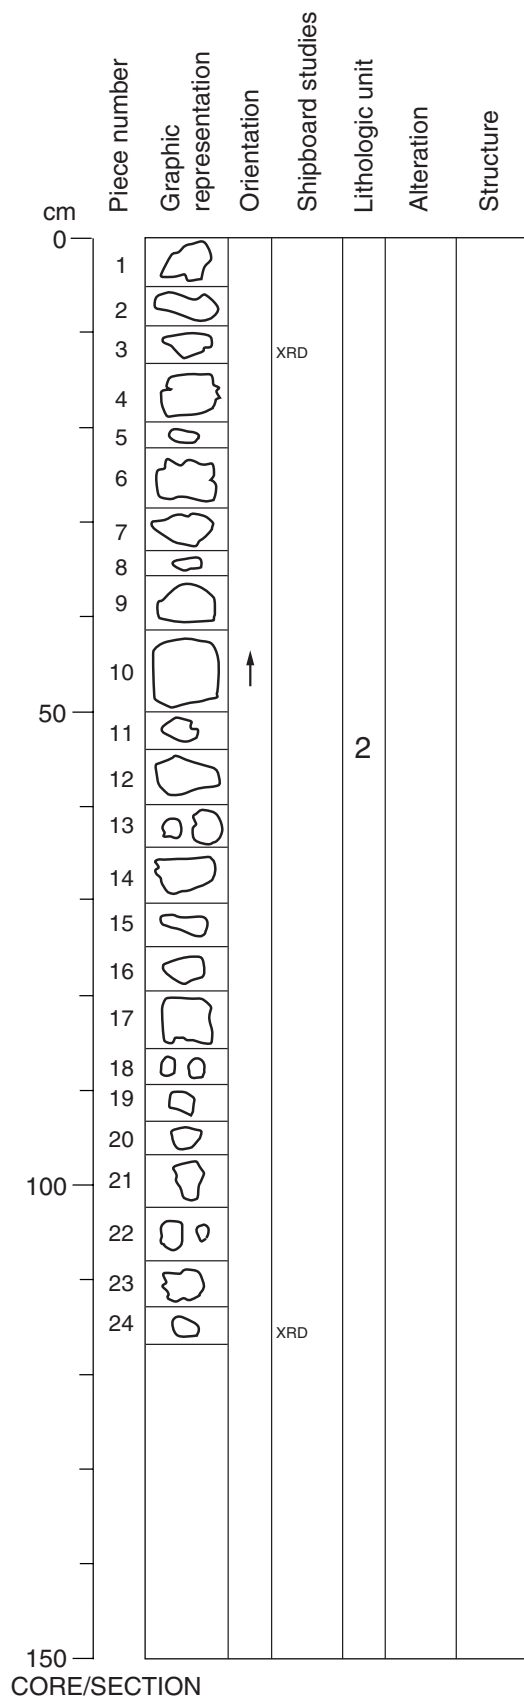 cm
Piece number
Graphic
representation
Orientation
Shipboard studies
Lithologic unit
Alteration
Structure
0
1
2
3 XRD
4
5
6
7
8
9
10
50
11
2
12
13
14
15
16
17
18
19
20
100
21
22
23
24 XRD
150
CORE/SECTION